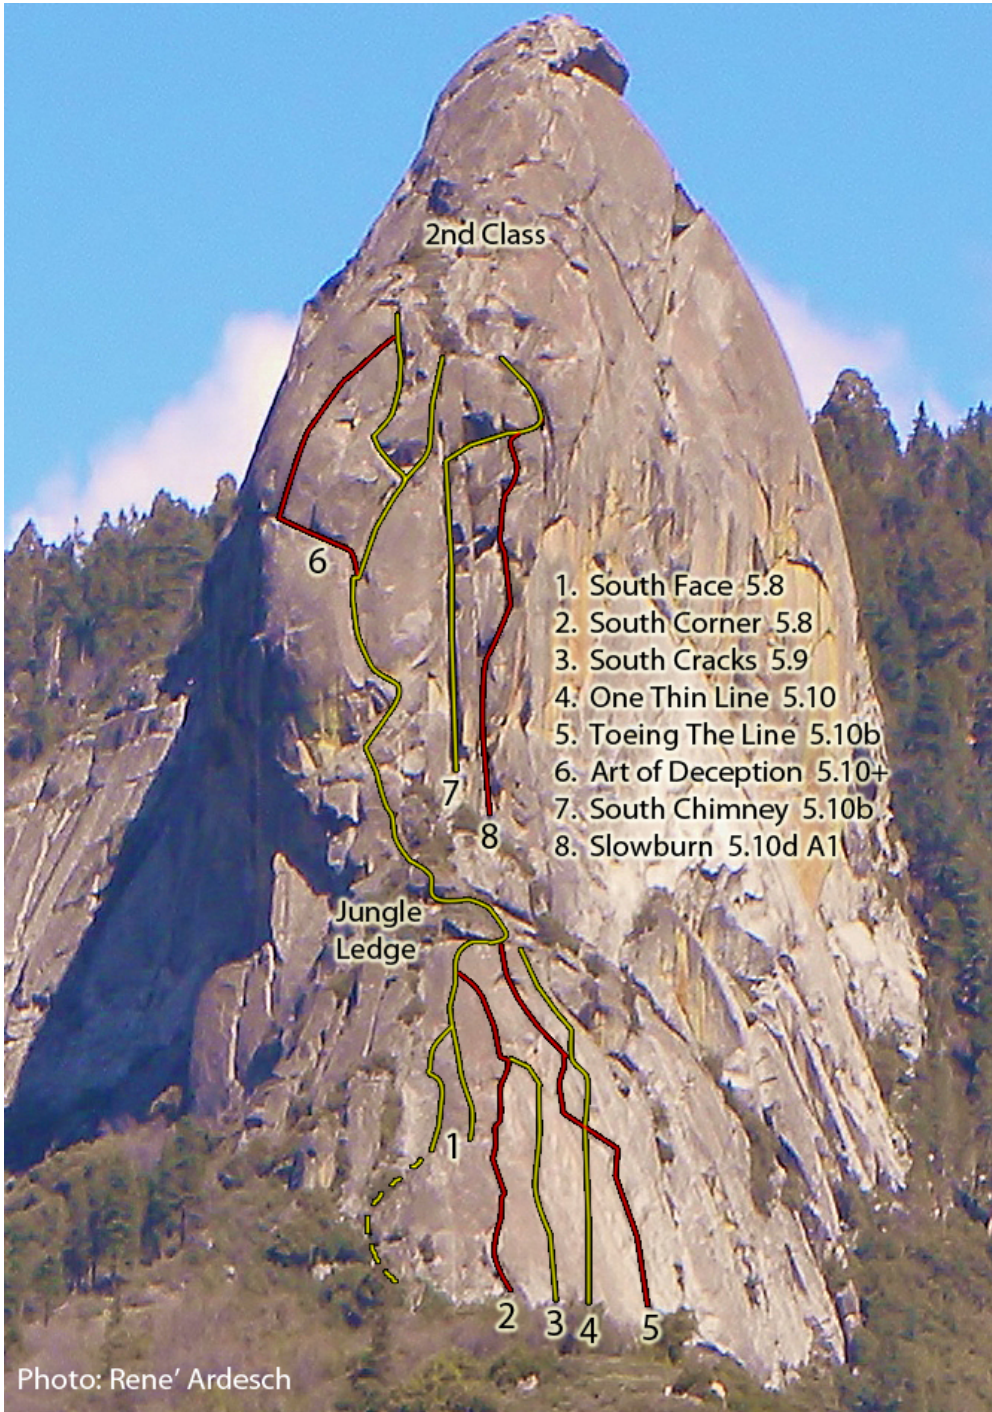 2nd Class
6
1. South Face 5.8
2. South Corner 5.8
3. South Cracks 5.9
4. One Thin Line 5.10
5. Toeing The Line 5.10b
6. Art of Deception 5.10+
7. South Chimney 5.10b
8. Slowburn 5.10d A1
7
8
Jungle
Ledge
1
2
3
4
5
Photo: Rene’ Ardesch